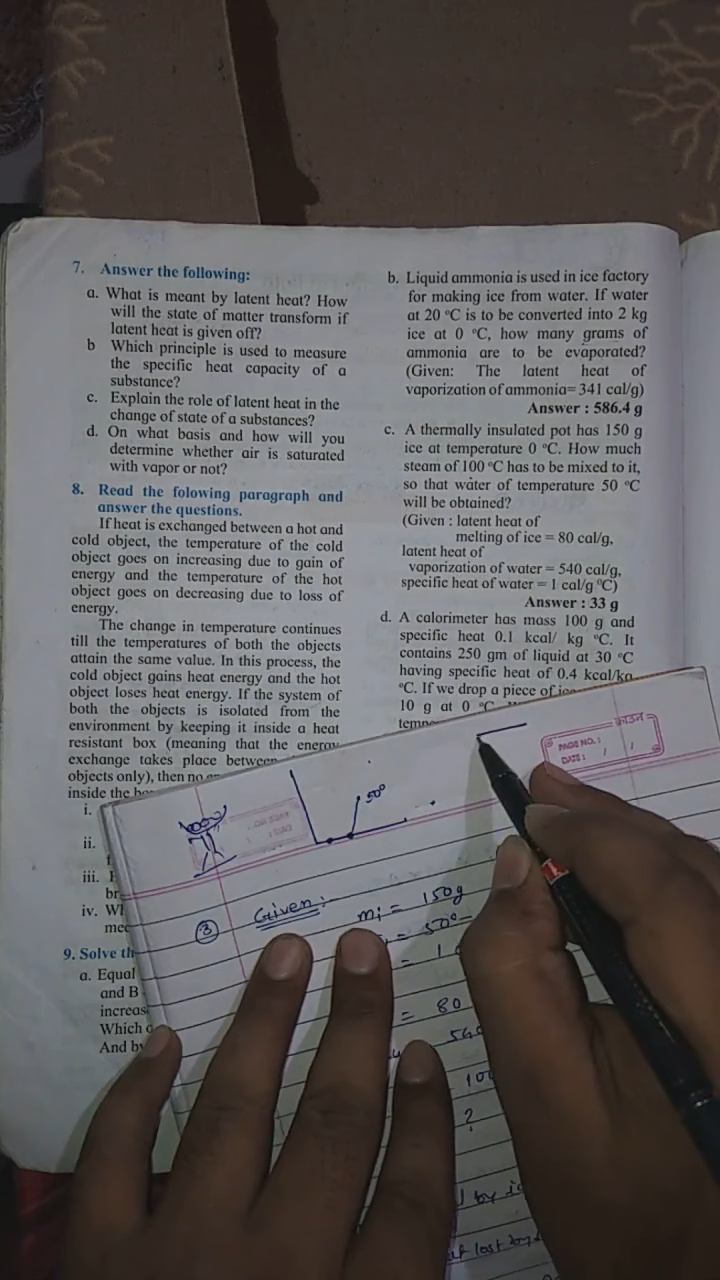 7. Answer the following:
a. What is meant by latent heat? How
will the state of matter transform if
latent heat is given off?
b Which principle is used to measure
the specific heat capacity of a
substance?
c. Explain the role of latent heat in the
change of state of a substances?
d. On what basis and how will you
determine whether air is saturated
with vapor or not?
8. Read the folowing paragraph and
answer the questions.
If heat is exchanged between a hot and
cold object, the temperature of the cold
object goes on increasing due to gain of
energy and the temperature of the hot
object goes on decreasing due to loss of
energy.
The change in temperature continues
till the temperatures of both the objects
attain the same value. In this process, the
cold object gains heat energy and the hot
object loses heat energy. If the system of
both the objects is isolated from the
environment by keeping it inside a heat
resistant box (meaning that the energy
exchange takes place between
objects only), then no
inside the
i.
ii.
iii.
br
iv. Wh
9. Solve th
a. Equal
and B
increas
Which
And by
b. Liquid ammonia is used in ice factory
for making ice from water. If water
at 20 °C is to be converted into 2 kg
ice at 0 °C, how many grams of
ammonia are to be evaporated?
(Given: The latent heat of
vaporization of ammonia= 341 cal/g)
Answer : 586.4 g
c. A thermally insulated pot has 150 g
ice at temperature 0 °C. How much
steam of 100 °C has to be mixed to it,
so that water of temperature 50 °C
will be obtained?
(Given : latent heat of
melting of ice = 80 cal/g,
latent heat of
vaporization of water = 540 cal/g,
specific heat of water = 1 cal/g °C)
Answer : 33 g
d. A calorimeter has mass 100 g and
specific heat 0.1 kcal/ kg °C. It
contains 250 gm of liquid at 30 °C
having specific heat of 0.4 kcal/kg
°C. If we drop a piece of ice
10 g at 0 °C
क्राउन
PAGE NO. :
DATE : / /
50°
3 Given:
mi = 150g
= 50°
= 1
= 80
540
100
?
by ic
lost by